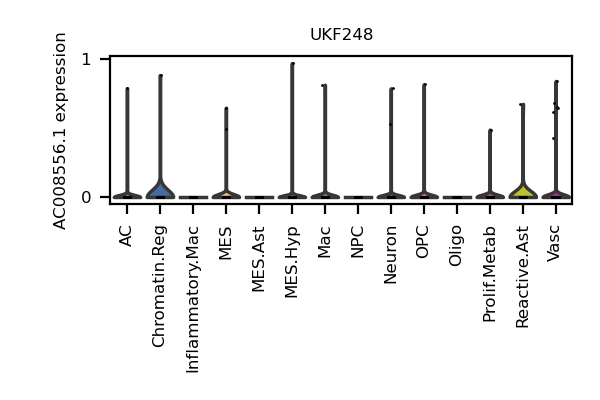 UKF248
AC008556.1 expression
1
0
AC
Chromatin.Reg
Inflammatory.Mac
MES
MES.Ast
MES.Hyp
Mac
NPC
Neuron
OPC
Oligo
Prolif.Metab
Reactive.Ast
Vasc